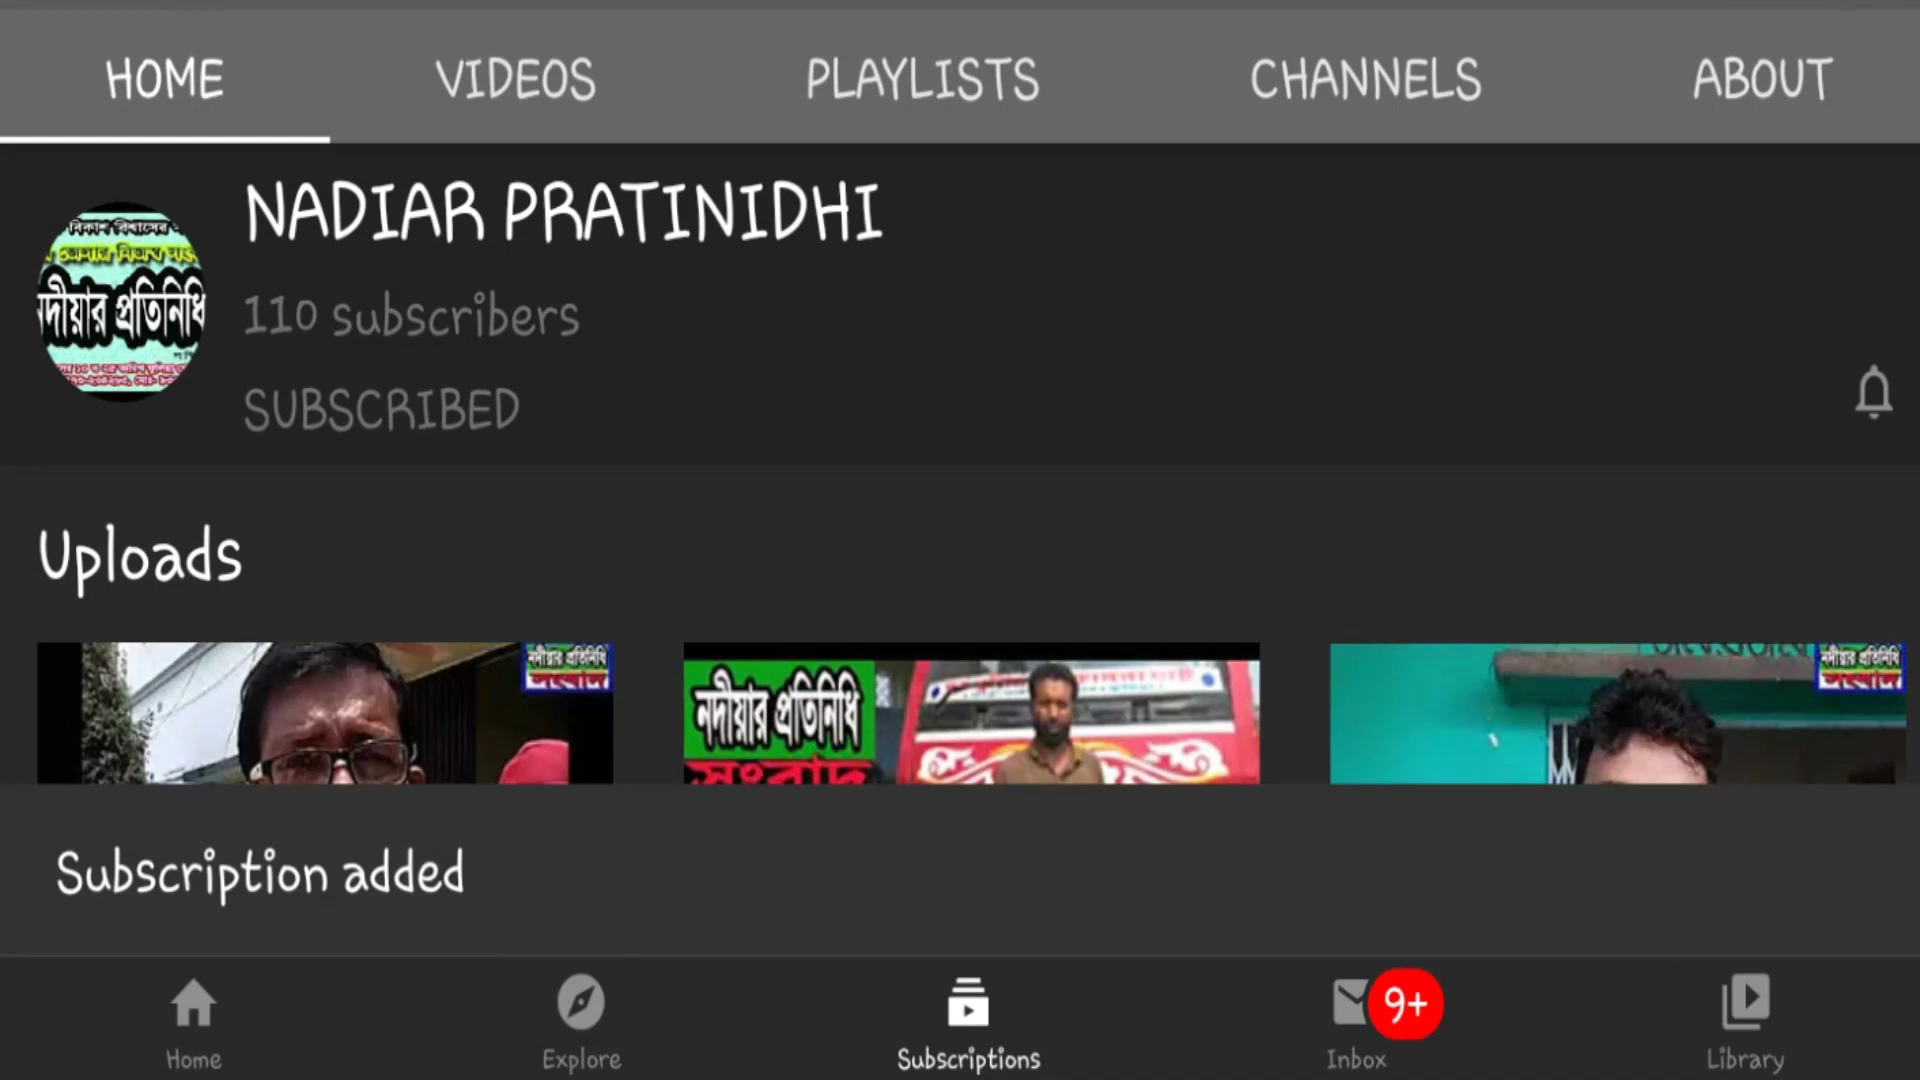 HOME VIDEOS PLAYLISTS CHANNELS ABOUT
NADIAR PRATINIDHI
110 subscribers
SUBSCRIBED
দীয়ার প্রতিনিধি
Uploads
নদীয়ার প্রতিনিধি
সংবাদ
নদীয়ার প্রতিনিধি
সংবাদ
নদীয়ার প্রতিনিধি
সংবাদ
Subscription added
9+
Home Explore Subscriptions Inbox Library